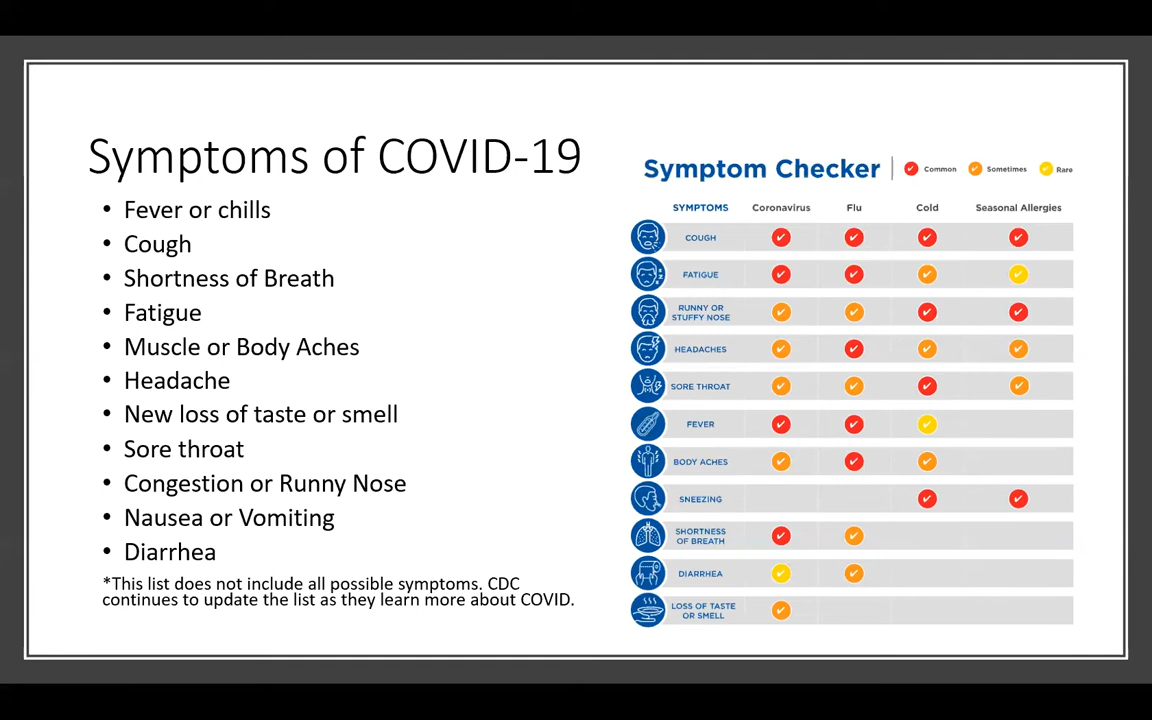 Symptoms of COVID-19
• Fever or chills
• Cough
• Shortness of Breath
• Fatigue
• Muscle or Body Aches
• Headache
• New loss of taste or smell
• Sore throat
• Congestion or Runny Nose
• Nausea or Vomiting
• Diarrhea
*This list does not include all possible symptoms. CDC
continues to update the list as they learn more about COVID.
Symptom Checker
Common Sometimes Rare
SYMPTOMS Coronavirus Flu Cold Seasonal Allergies
COUGH
FATIGUE
RUNNY OR
STUFFY NOSE
HEADACHES
SORE THROAT
FEVER
BODY ACHES
SNEEZING
SHORTNESS
OF BREATH
DIARRHEA
LOSS OF TASTE
OR SMELL